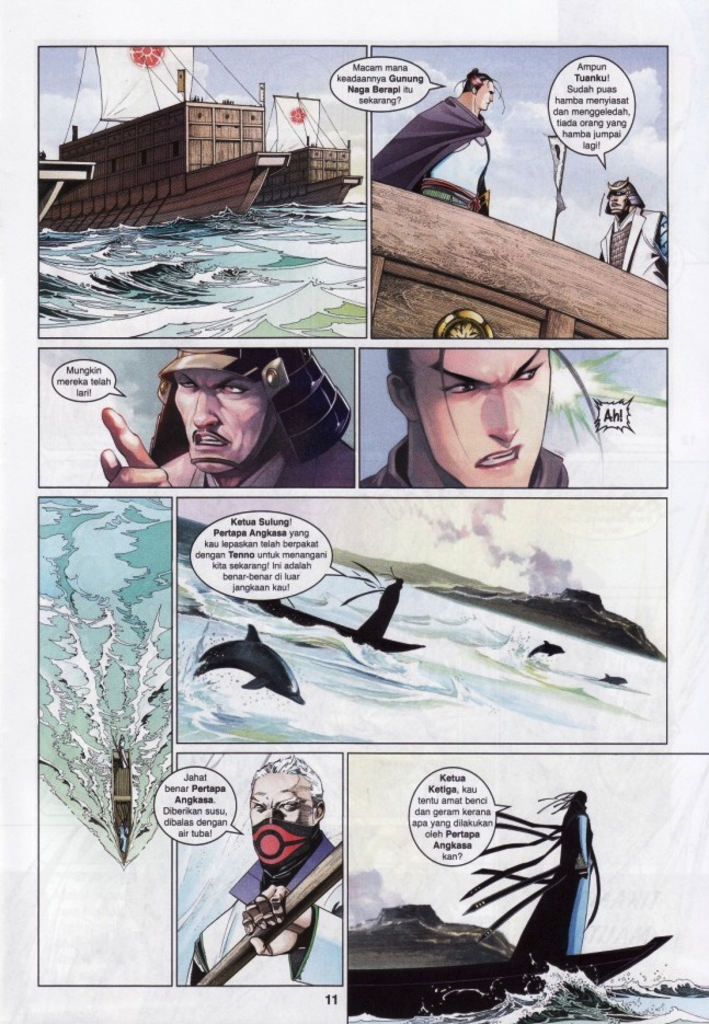 Macam mana
keadaannya Gunung
Naga Berapi itu
sekarang?
Ampun
Tuanku!
Sudah puas
hamba menyiasat
dan menggeledah,
tiada orang yang
hamba jumpai
lagi!
Mungkin
mereka telah
lari!
Ah!
Ketua Sulung!
Pertapa Angkasa yang
kau lepaskan telah berpakat
dengan Tenno untuk menangani
kita sekarang! Ini adalah
benar-benar di luar
jangkaan kau!
Jahat
benar Pertapa
Angkasa.
Diberikan susu,
dibalas dengan
air tuba!
Ketua
Ketiga, kau
tentu amat benci
dan geram kerana
apa yang dilakukan
oleh Pertapa
Angkasa
kan?
11